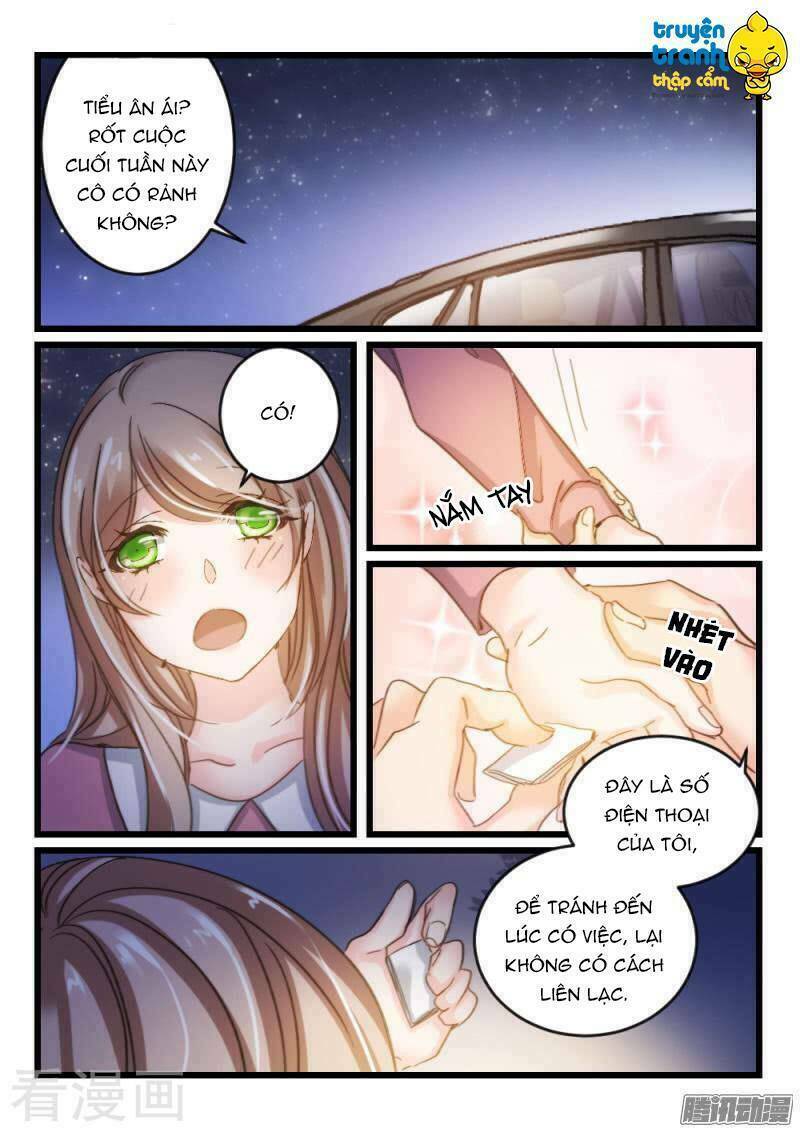 truyện
tranh
thập cẩm
TIỂU ÂN ÁI?
RỐT CUỘC
CUỐI TUẦN NÀY
CÔ CÓ RẢNH
KHÔNG?
CÓ!
NẮM TAY
NHÉT
VÀO
ĐÂY LÀ SỐ
ĐIỆN THOẠI
CỦA TÔI,
ĐỂ TRÁNH ĐẾN
LÚC CÓ VIỆC, LẠI
KHÔNG CÓ CÁCH
LIÊN LẠC.
看漫画
腾讯动漫